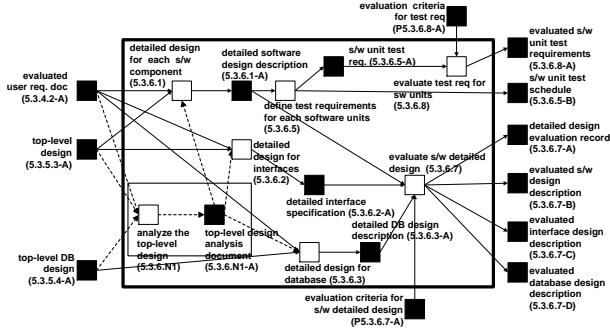 evaluation criteria
for test req
(P5.3.6.8-A)
evaluated s/w
unit test
requirements
(5.3.6.8-A)
detailed design
for each s/w
component
(5.3.6.1)
detailed software
design description
(5.3.6.1-A)
s/w unit test
req. (5.3.6.5-A)
evaluate test req for
sw units (5.3.6.8)
s/w unit test
schedule
(5.3.6.5-B)
evaluated
user req. doc
(5.3.4.2-A)
define test requirements
for each software units
(5.3.6.5)
detailed design
evaluation record
(5.3.6.7-A)
top-level
design
(5.3.5.3-A)
detailed
design for
interfaces
(5.3.6.2)
evaluate s/w detailed
design (5.3.6.7)
evaluated s/w
design
description
(5.3.6.7-B)
detailed interface
specification (5.3.6.2-A)
analyze the
top-level
design
(5.3.6.N1)
top-level design
analysis
document
(5.3.6.N1-A)
detailed DB design
description (5.3.6.3-A)
evaluated
interface design
description
(5.3.6.7-C)
top-level DB
design
(5.3.5.4-A)
detailed design for
database (5.3.6.3)
evaluated
database design
description
(5.3.6.7-D)
evaluation criteria for
s/w detailed design
(P5.3.6.7-A)